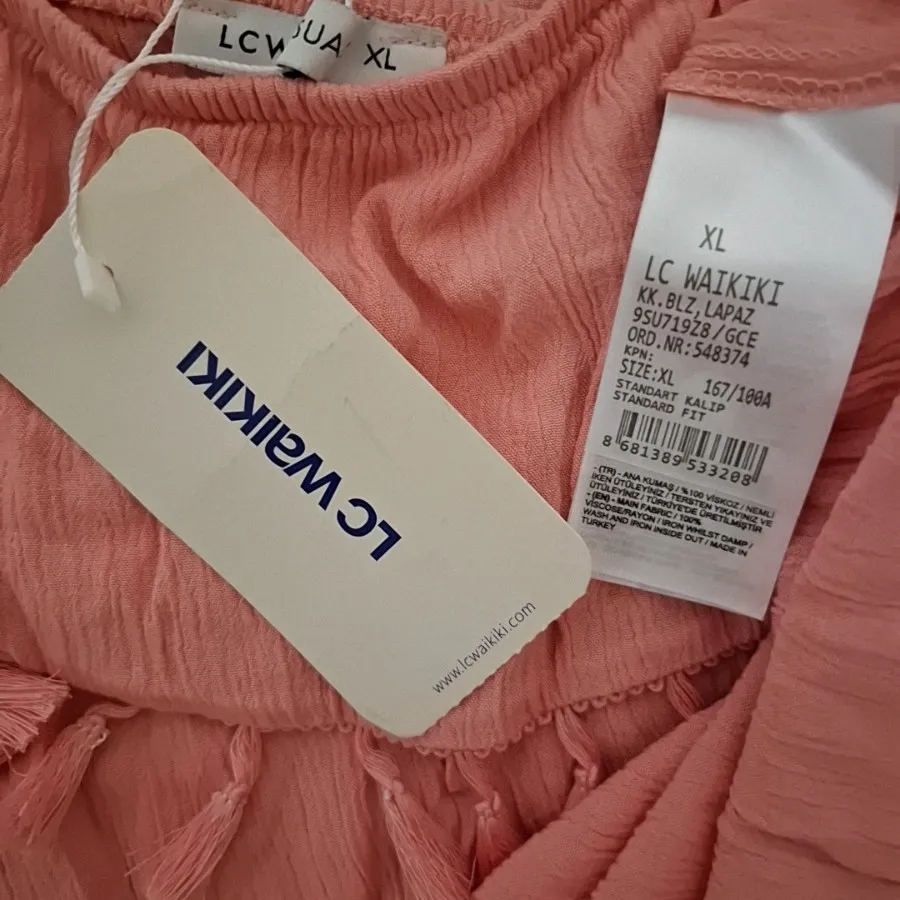 LCW
SUA
XL
XL
LC WAIKIKI
KK.BLZ,LAPAZ
9SU719Z8/GCE
ORD.NR:548374
KPN:
SIZE:XL 167/100A
STANDART KALIP
STANDARD FIT
8 681389 533208
- (TR) - ANA KUMAŞ / %100 VİSKOZ / NEMLİ
İKEN ÜTÜLEYİNİZ / TERSTEN YIKAYINIZ VE
ÜTÜLEYİNİZ / TÜRKİYE'DE ÜRETİLMİŞTİR
- (EN) - MAIN FABRIC / 100%
VISCOSE/RAYON / IRON WHILST DAMP /
WASH AND IRON INSIDE OUT / MADE IN
TURKEY
LC WAIKIKI
www.lcwaikiki.com